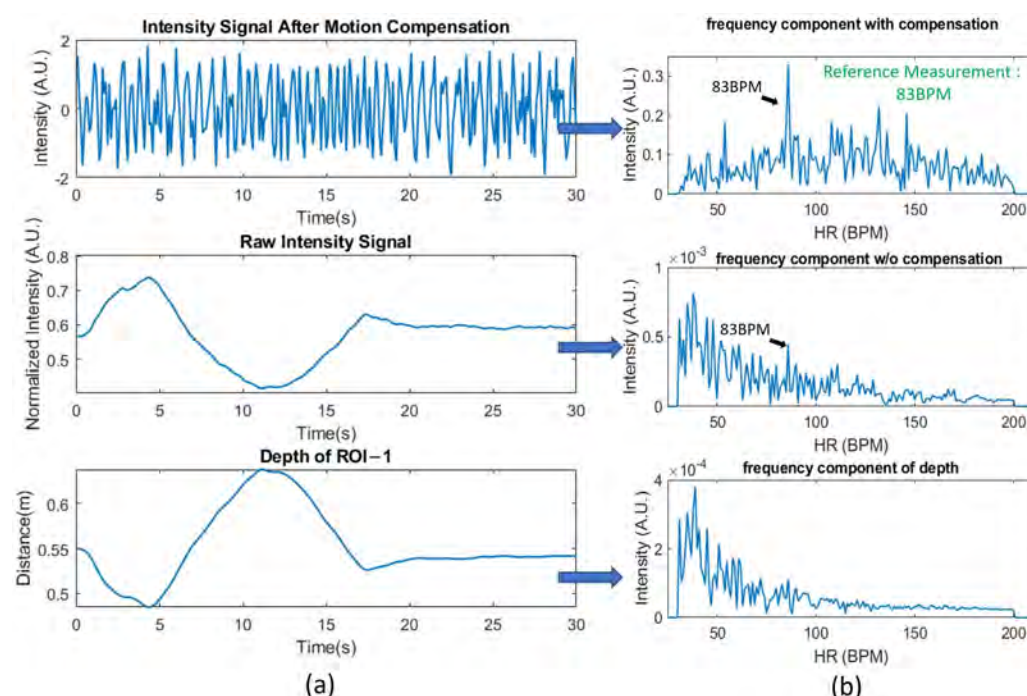 Intensity Signal After Motion Compensation
Intensity (A.U.)
2
0
-2
0 5 10 15 20 25 30
Time(s)
frequency component with compensation
Intensity (A.U.)
0.3
0.2
0.1
0
83BPM
Reference Measurement :
83BPM
50 100 150 200
HR (BPM)
Raw Intensity Signal
Normalized Intensity (A.U.)
0.8
0.7
0.6
0.5
0 5 10 15 20 25 30
Time(s)
frequency component w/o compensation
×10-3
Intensity (A.U.)
1
0.5
0
83BPM
50 100 150 200
HR (BPM)
Depth of ROI−1
Distance(m)
0.6
0.55
0.5
0 5 10 15 20 25 30
Time(s)
frequency component of depth
×10-4
Intensity (A.U.)
4
2
0
50 100 150 200
HR (BPM)
(a)
(b)